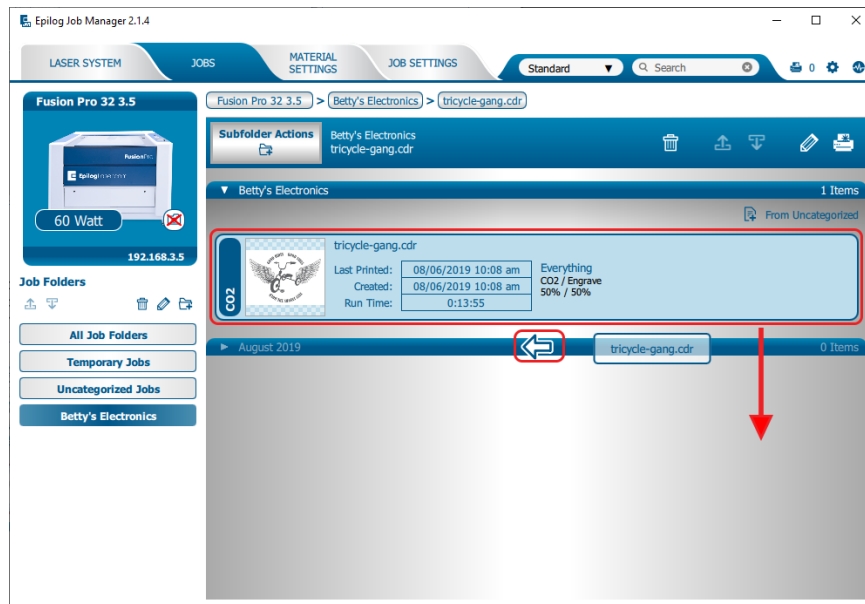 Epilog Job Manager 2.1.4
LASER SYSTEM
JOBS
MATERIAL
SETTINGS
JOB SETTINGS
Standard
Search
0
Fusion Pro 32 3.5
Fusion Pro 32 3.5 > Betty's Electronics > tricycle-gang.cdr
Subfolder Actions
Betty's Electronics
tricycle-gang.cdr
60 Watt
192.168.3.5
Betty's Electronics
1 Items
From Uncategorized
CO2
tricycle-gang.cdr
Last Printed: 08/06/2019 10:08 am
Created: 08/06/2019 10:08 am
Run Time: 0:13:55
Everything
CO2 / Engrave
50% / 50%
August 2019
tricycle-gang.cdr
0 Items
Job Folders
All Job Folders
Temporary Jobs
Uncategorized Jobs
Betty's Electronics